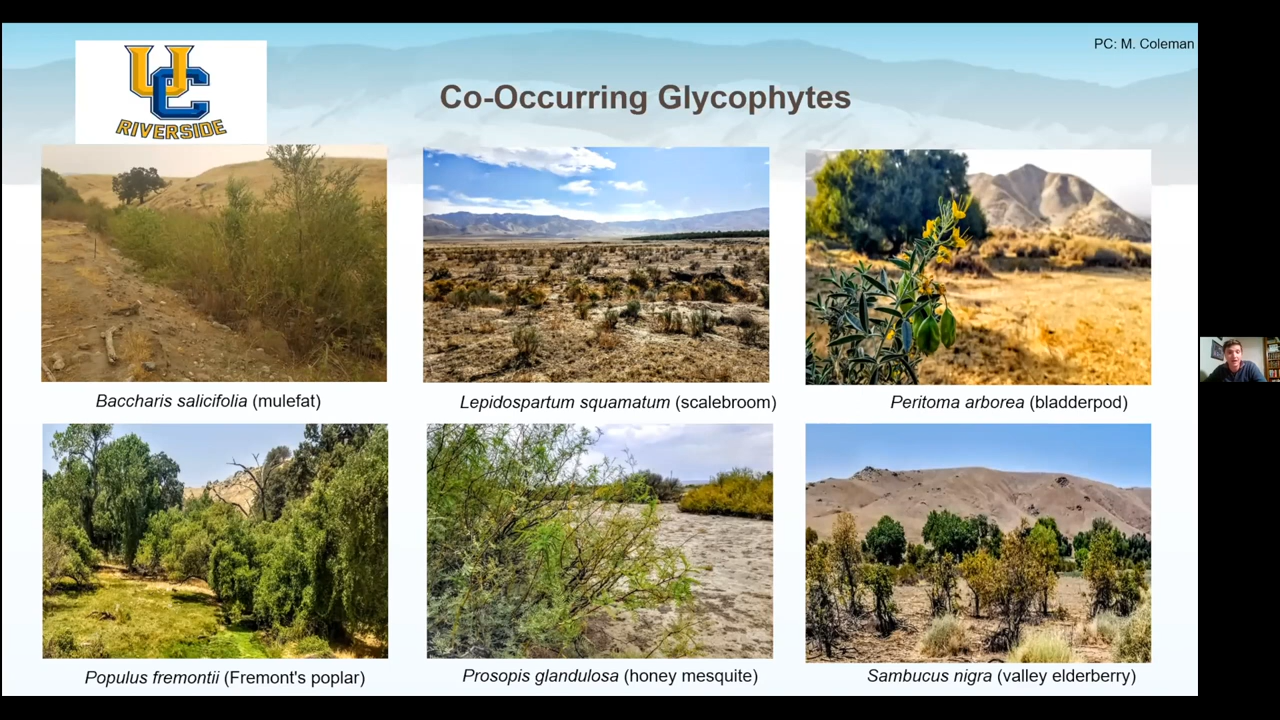 PC: M. Coleman
UC
RIVERSIDE
Co-Occurring Glycophytes
Baccharis salicifolia (mulefat)
Lepidospartum squamatum (scalebroom)
Peritoma arborea (bladderpod)
Populus fremontii (Fremont's poplar)
Prosopis glandulosa (honey mesquite)
Sambucus nigra (valley elderberry)